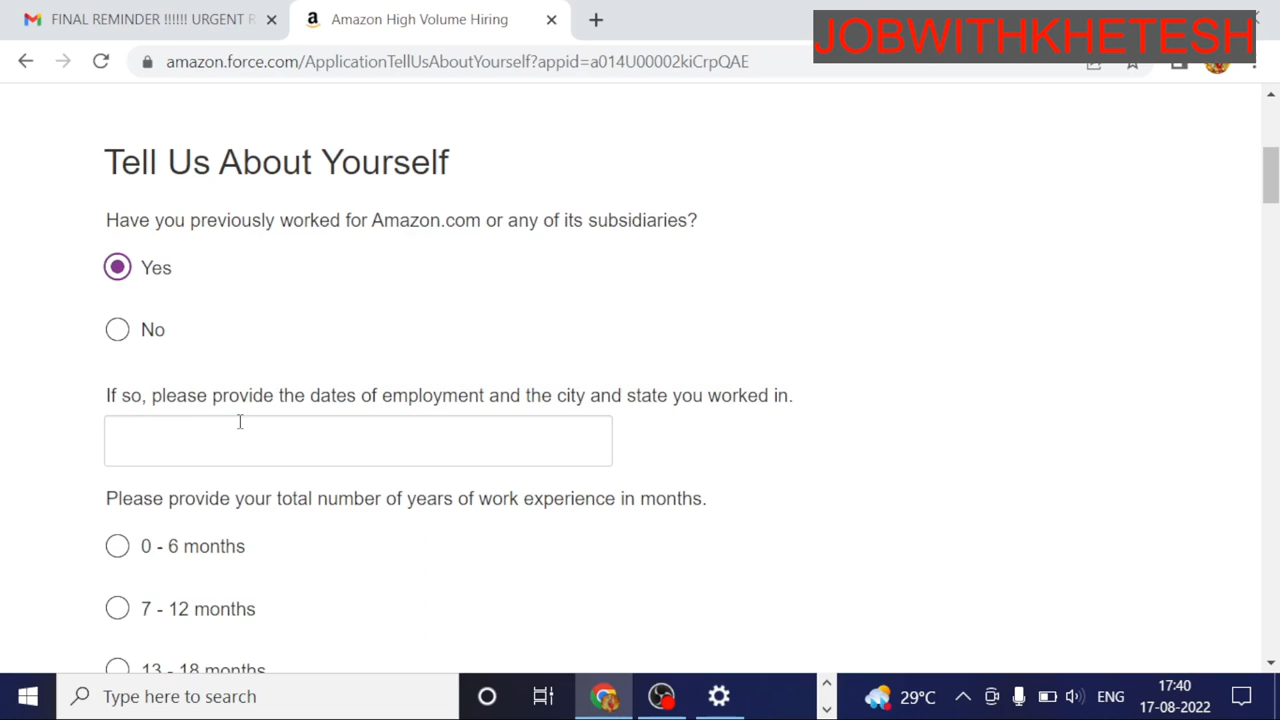 FINAL REMINDER !!!!!! URGENT R
Amazon High Volume Hiring
JOBWITHKHETESH
amazon.force.com/ApplicationTellUsAboutYourself?appid=a014U00002kiCrpQAE
Tell Us About Yourself
Have you previously worked for Amazon.com or any of its subsidiaries?
Yes
No
If so, please provide the dates of employment and the city and state you worked in.
Please provide your total number of years of work experience in months.
0 - 6 months
7 - 12 months
13 - 18 months
Type here to search
29°C
ENG
17:40
17-08-2022